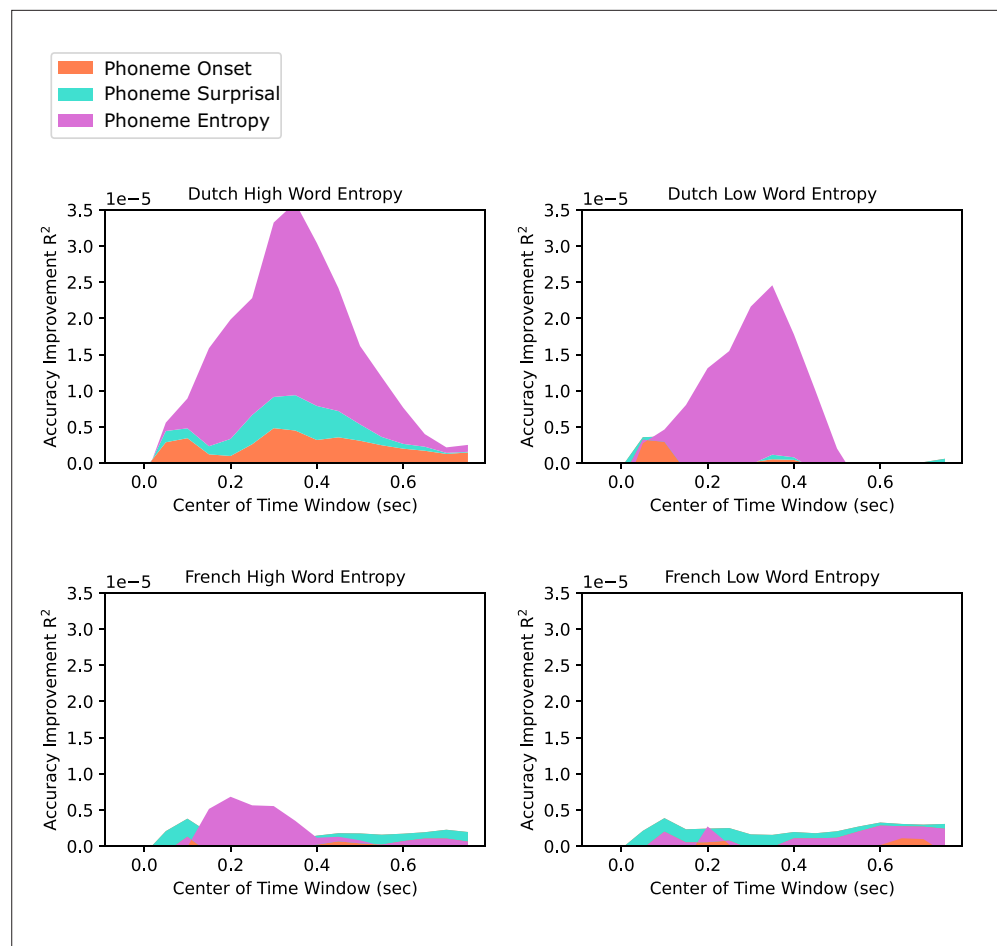 Phoneme Onset
Phoneme Surprisal
Phoneme Entropy
Dutch High Word Entropy
1e−5
Accuracy Improvement R²
3.5
3.0
2.5
2.0
1.5
1.0
0.5
0.0
0.0 0.2 0.4 0.6
Center of Time Window (sec)
Dutch Low Word Entropy
1e−5
Accuracy Improvement R²
3.5
3.0
2.5
2.0
1.5
1.0
0.5
0.0
0.0 0.2 0.4 0.6
Center of Time Window (sec)
French High Word Entropy
1e−5
Accuracy Improvement R²
3.5
3.0
2.5
2.0
1.5
1.0
0.5
0.0
0.0 0.2 0.4 0.6
Center of Time Window (sec)
French Low Word Entropy
1e−5
Accuracy Improvement R²
3.5
3.0
2.5
2.0
1.5
1.0
0.5
0.0
0.0 0.2 0.4 0.6
Center of Time Window (sec)